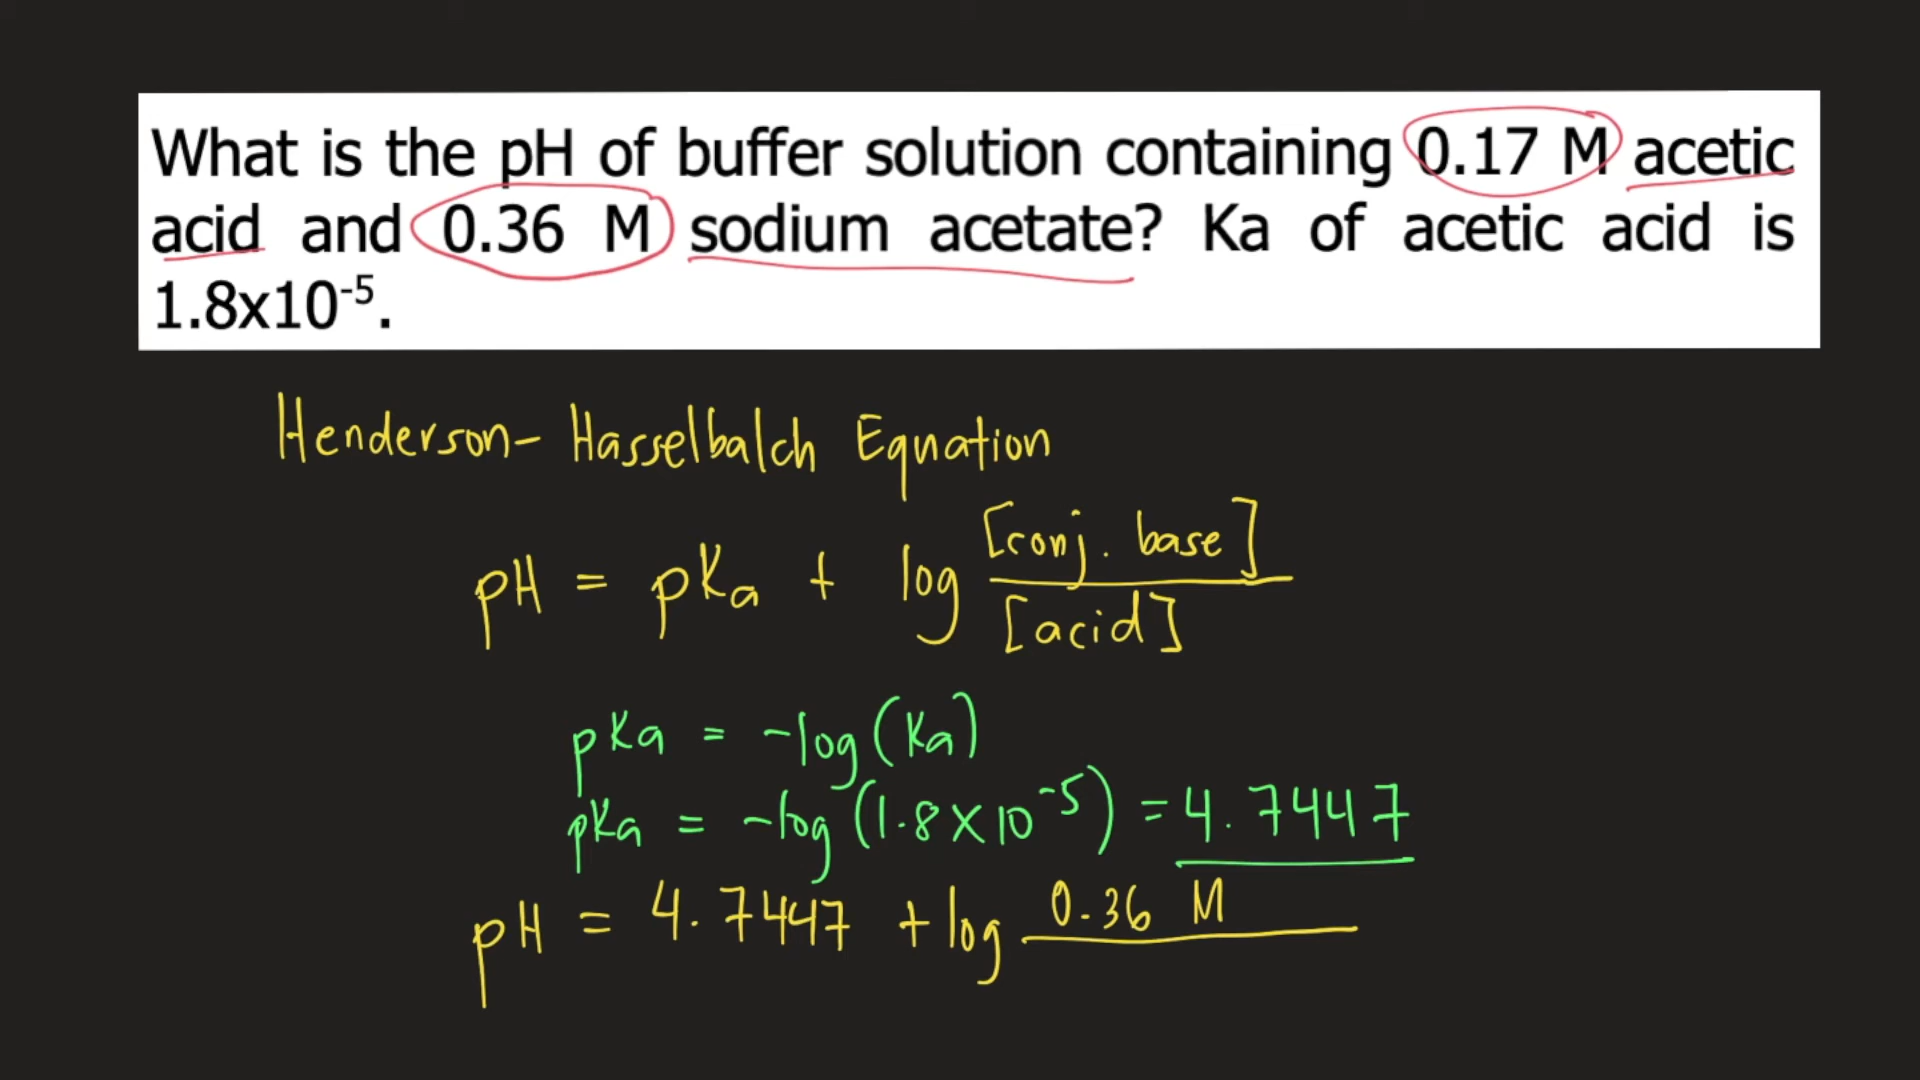 What is the pH of buffer solution containing 0.17 M acetic
acid and 0.36 M sodium acetate? Ka of acetic acid is
1.8x10⁻⁵.
Henderson- Hasselbalch Equation
pH = pKa + log [conj. base] / [acid]
pKa = -log(Ka)
pKa = -log(1.8×10⁻⁵) = 4.7447
pH = 4.7447 + log 0.36 M